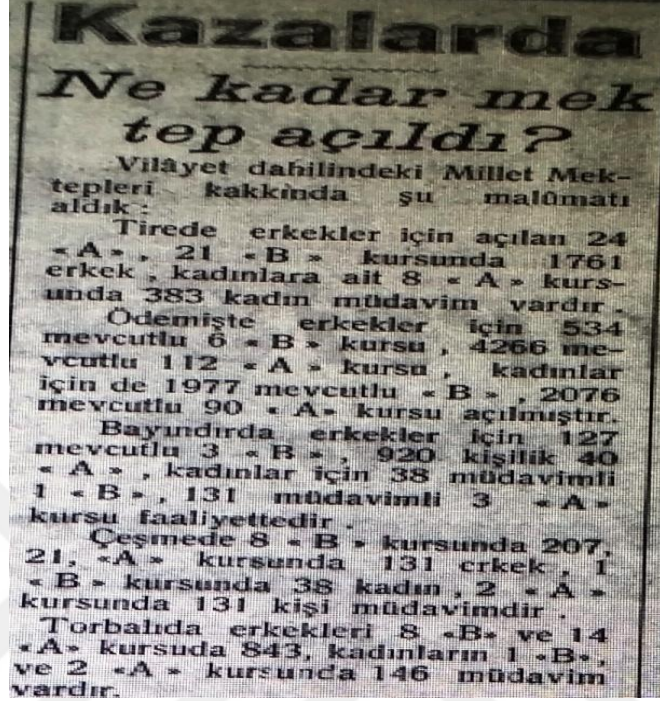 Kazalarda
Ne kadar mek
tep açıldı?
Vilâyet dahilindeki Millet Mek-
tepleri kakkında şu malûmatı
aldık :
Tirede erkekler için açılan 24
« A » , 21 « B » kursunda 1761
erkek , kadınlara ait 8 « A » kurs-
unda 383 kadın müdavim vardır .
Ödemişte erkekler için 534
mevcutlu 6 « B » kursu , 4266 me-
vcutlu 112 « A » kursu , kadınlar
için de 1977 mevcutlu « B » , 2076
mevcutlu 90 « A» kursu açılmıştır.
Bayındırda erkekler için 127
mevcutlu 3 « B » , 920 kişilik 40
« A » , kadınlar için 38 müdavimli
1 « B » , 131 müdavimli 3 « A »
kursu faaliyettedir .
Çeşmede 8 « B » kursunda 207,
21, «A » kursunda 131 erkek , 1
« B » kursunda 38 kadın , 2 « A »
kursunda 131 kişi müdavimdir .
Torbalıda erkekleri 8 «B» ve 14
«A» kursuda 843, kadınların 1 «B»,
ve 2 «A » kursunda 146 müdavim
vardır.